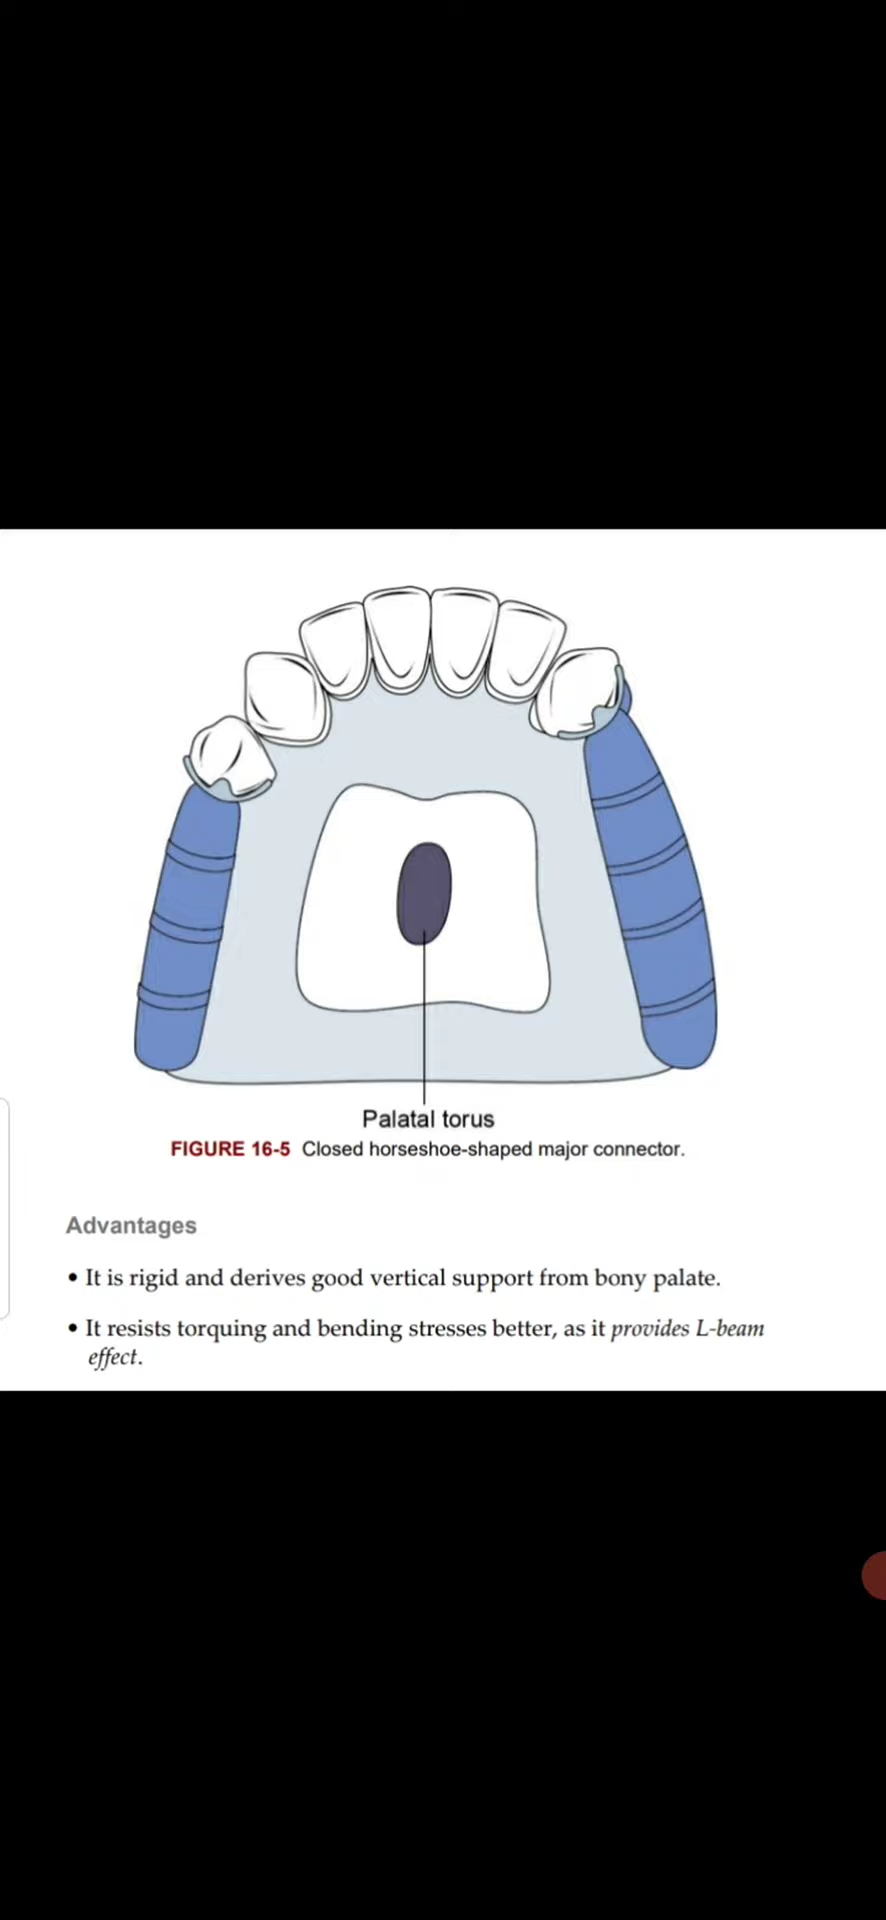 Palatal torus
FIGURE 16-5 Closed horseshoe-shaped major connector.
Advantages
• It is rigid and derives good vertical support from bony palate.
• It resists torquing and bending stresses better, as it provides L-beam
effect.